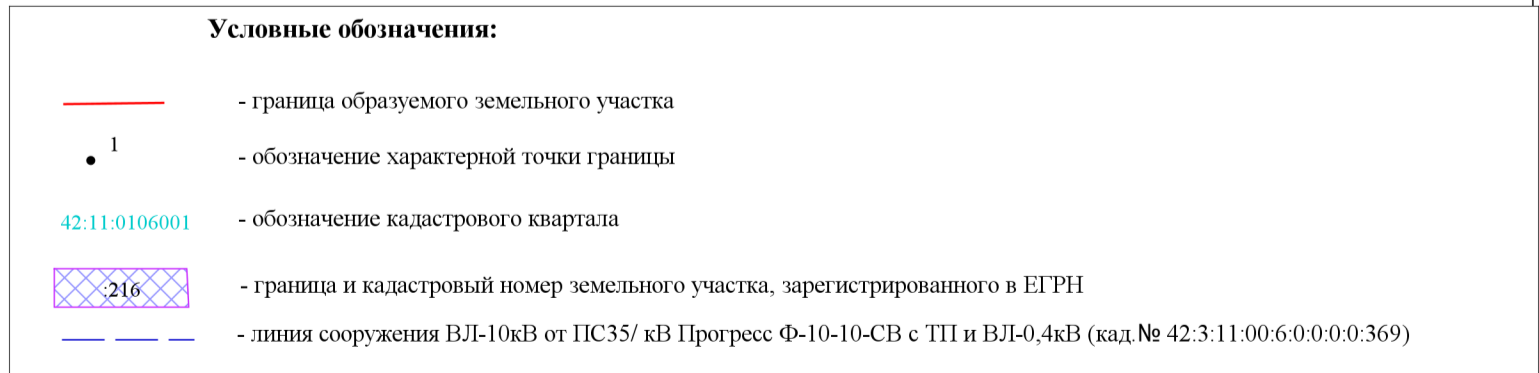 Условные обозначения:
- граница образуемого земельного участка
1
- обозначение характерной точки границы
42:11:0106001 - обозначение кадастрового квартала
:216 - граница и кадастровый номер земельного участка, зарегистрированного в ЕГРН
- линия сооружения ВЛ-10кВ от ПС35/ кВ Прогресс Ф-10-10-СВ с ТП и ВЛ-0,4кВ (кад.№ 42:3:11:00:6:0:0:0:0:369)